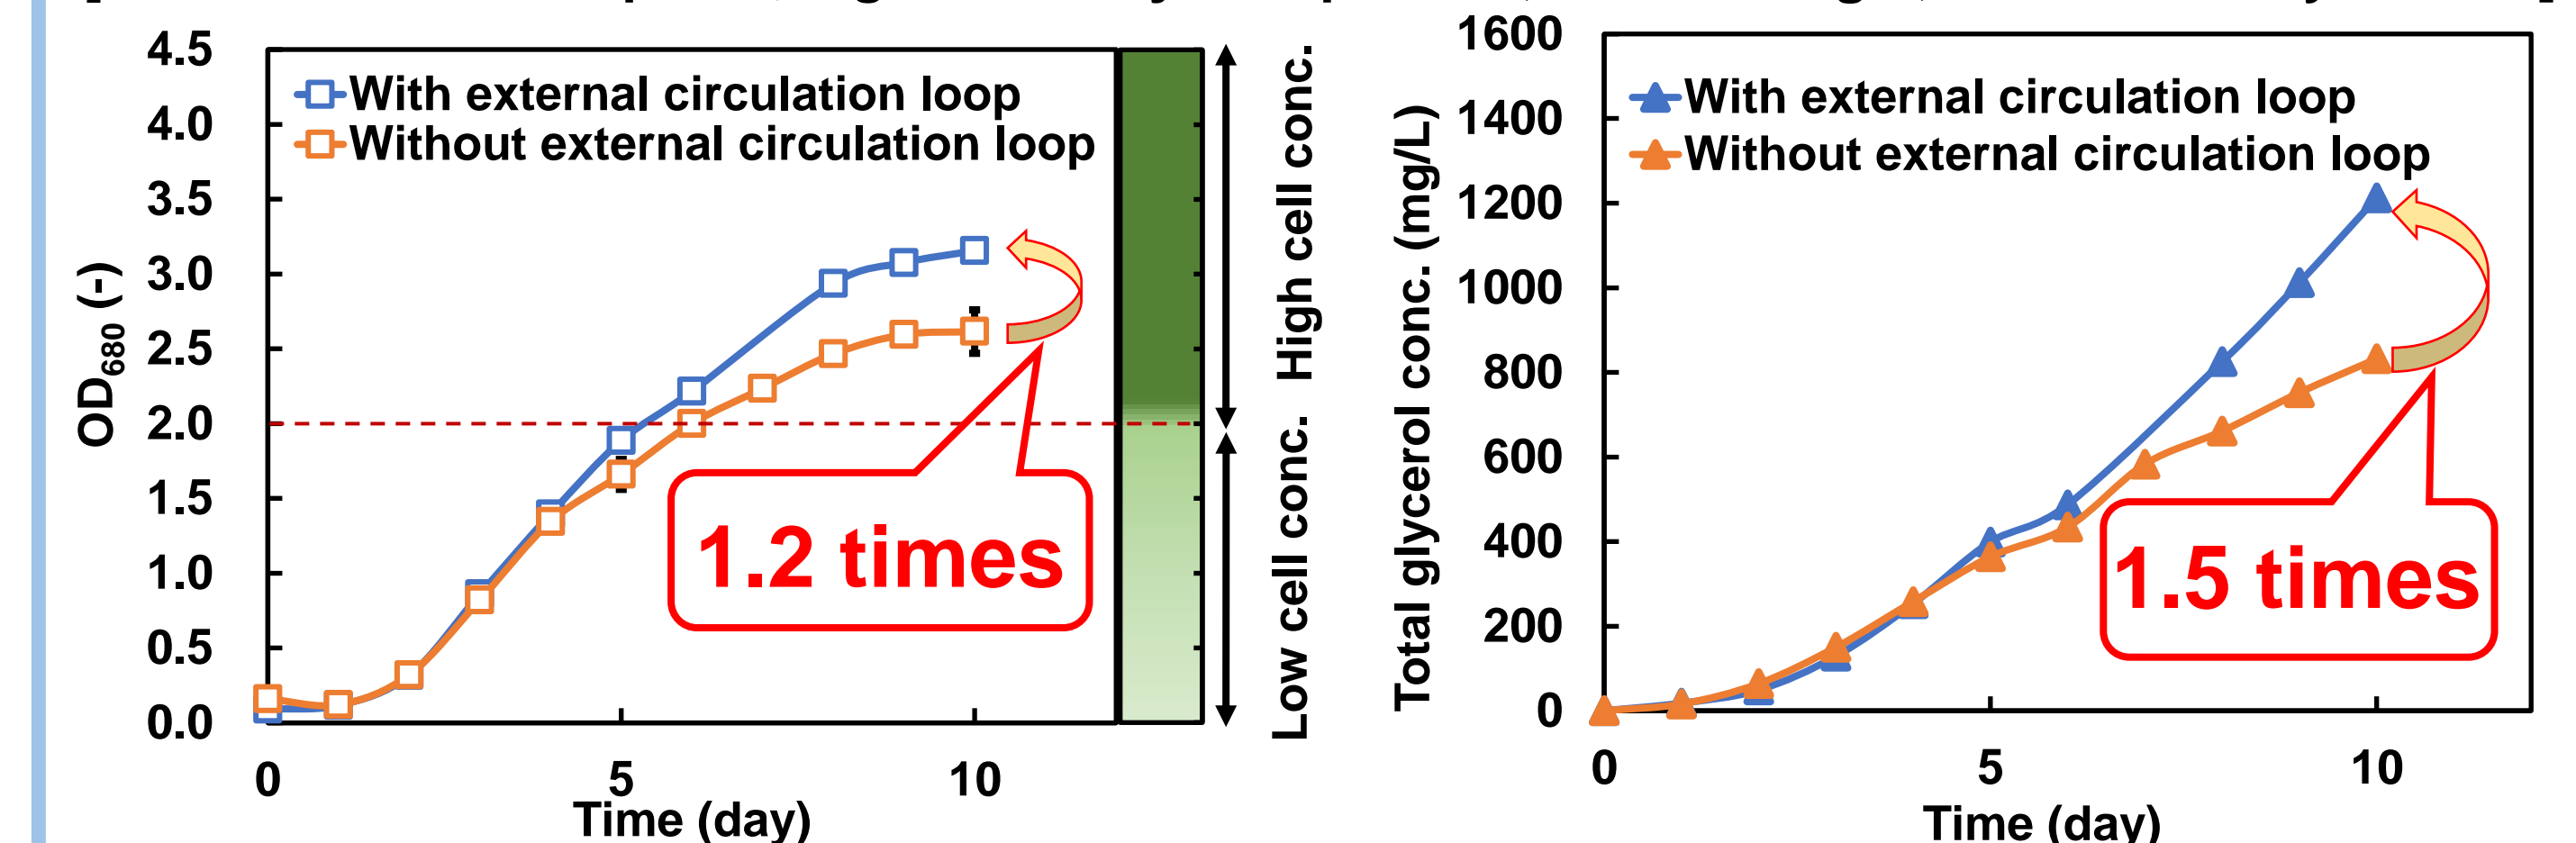 4.5
4.0
3.5
3.0
2.5
2.0
1.5
1.0
0.5
0.0
OD680 (-)
With external circulation loop
Without external circulation loop
1.2 times
0 5 10
Time (day)
High cell conc.
Low cell conc.
1600
1400
1200
1000
800
600
400
200
0
Total glycerol conc. (mg/L)
With external circulation loop
Without external circulation loop
1.5 times
0 5 10
Time (day)